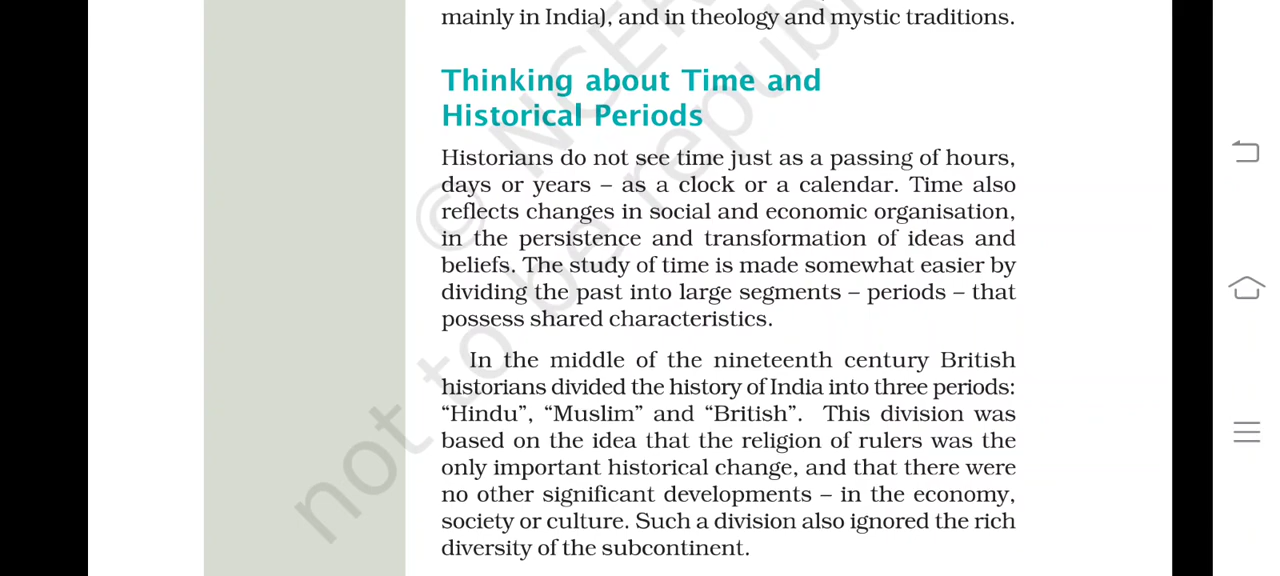 mainly in India), and in theology and mystic traditions.
Thinking about Time and
Historical Periods
Historians do not see time just as a passing of hours,
days or years – as a clock or a calendar. Time also
reflects changes in social and economic organisation,
in the persistence and transformation of ideas and
beliefs. The study of time is made somewhat easier by
dividing the past into large segments – periods – that
possess shared characteristics.
In the middle of the nineteenth century British
historians divided the history of India into three periods:
“Hindu”, “Muslim” and “British”. This division was
based on the idea that the religion of rulers was the
only important historical change, and that there were
no other significant developments – in the economy,
society or culture. Such a division also ignored the rich
diversity of the subcontinent.
© NCER
not to be republi